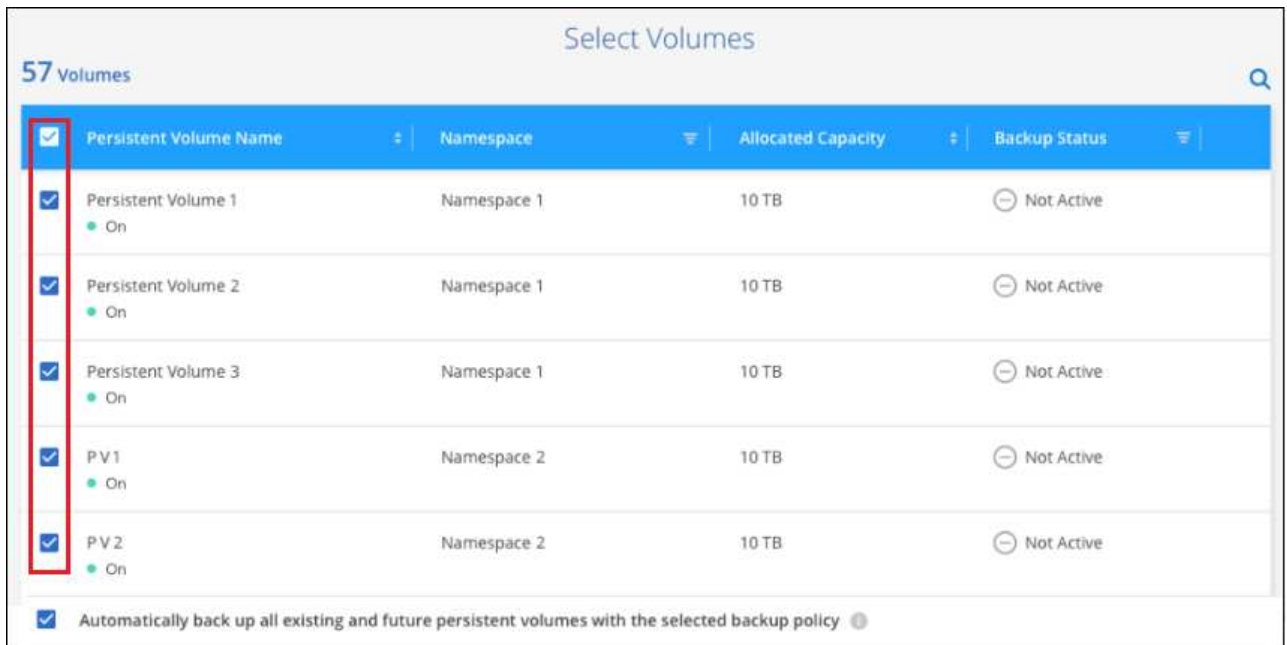 Select Volumes
57 Volumes
Persistent Volume Name Namespace Allocated Capacity Backup Status
Persistent Volume 1 Namespace 1 10 TB Not Active
On
Persistent Volume 2 Namespace 1 10 TB Not Active
On
Persistent Volume 3 Namespace 1 10 TB Not Active
On
P V 1 Namespace 2 10 TB Not Active
On
P V 2 Namespace 2 10 TB Not Active
On
Automatically back up all existing and future persistent volumes with the selected backup policy